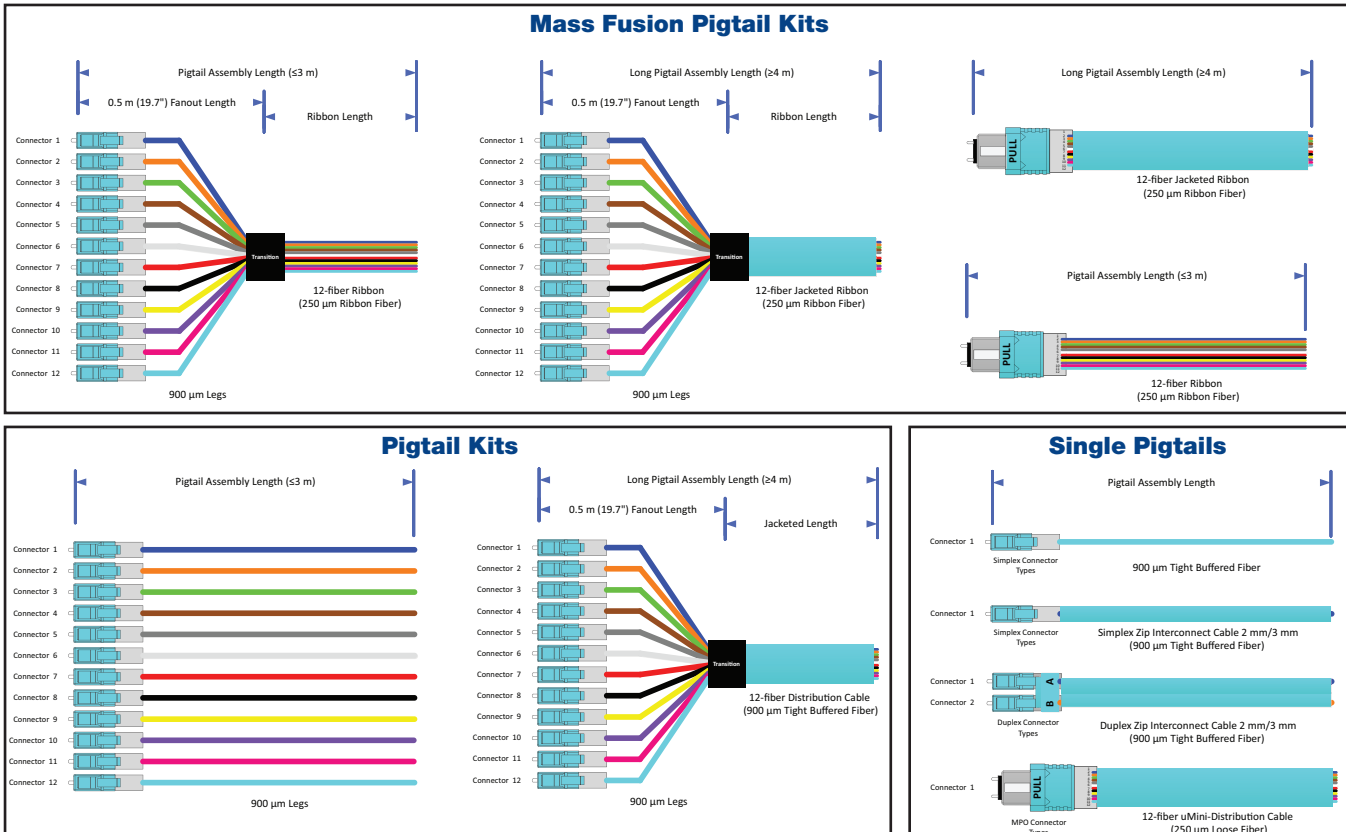 Mass Fusion Pigtail Kits
Pigtail Assembly Length (≤3 m)
0.5 m (19.7") Fanout Length
Ribbon Length
Connector 1
Connector 2
Connector 3
Connector 4
Connector 5
Connector 6
Connector 7
Connector 8
Connector 9
Connector 10
Connector 11
Connector 12
Transition
12-fiber Ribbon
(250 µm Ribbon Fiber)
900 µm Legs
Long Pigtail Assembly Length (≥4 m)
0.5 m (19.7") Fanout Length
Ribbon Length
Connector 1
Connector 2
Connector 3
Connector 4
Connector 5
Connector 6
Connector 7
Connector 8
Connector 9
Connector 10
Connector 11
Connector 12
Transition
12-fiber Jacketed Ribbon
(250 µm Ribbon Fiber)
900 µm Legs
Long Pigtail Assembly Length (≥4 m)
PULL
12-fiber Jacketed Ribbon
(250 µm Ribbon Fiber)
Pigtail Assembly Length (≤3 m)
PULL
12-fiber Ribbon
(250 µm Ribbon Fiber)
Pigtail Kits
Pigtail Assembly Length (≤3 m)
Connector 1
Connector 2
Connector 3
Connector 4
Connector 5
Connector 6
Connector 7
Connector 8
Connector 9
Connector 10
Connector 11
Connector 12
900 µm Legs
Long Pigtail Assembly Length (≥4 m)
0.5 m (19.7") Fanout Length
Jacketed Length
Connector 1
Connector 2
Connector 3
Connector 4
Connector 5
Connector 6
Connector 7
Connector 8
Connector 9
Connector 10
Connector 11
Connector 12
Transition
12-fiber Distribution Cable
(900 µm Tight Buffered Fiber)
900 µm Legs
Single Pigtails
Pigtail Assembly Length
Connector 1
Simplex Connector
Types
900 µm Tight Buffered Fiber
Connector 1
Simplex Connector
Types
Simplex Zip Interconnect Cable 2 mm/3 mm
(900 µm Tight Buffered Fiber)
Connector 1
A
Connector 2
B
Duplex Connector
Types
Duplex Zip Interconnect Cable 2 mm/3 mm
(900 µm Tight Buffered Fiber)
Connector 1
PULL
MPO Connector
Types
12-fiber uMini-Distribution Cable
(250 um Loose Fiber)